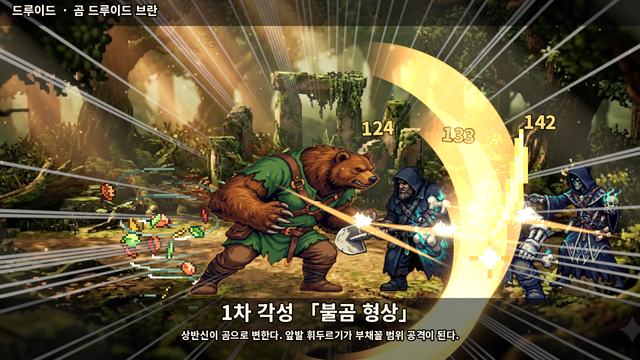 드루이드 · 곰 드루이드 브란
124
133
142
1차 각성 「불곰 형상」
상반신이 곰으로 변한다. 앞발 휘두르기가 부채꼴 범위 공격이 된다.